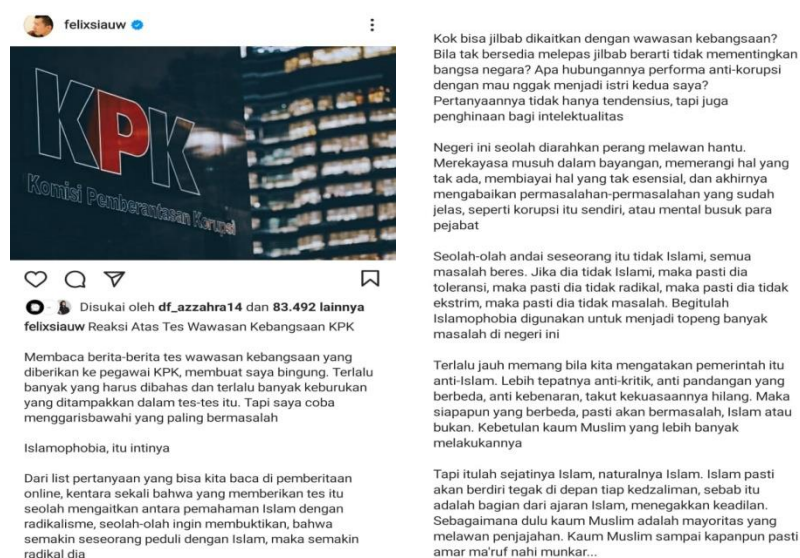 felixsiauw
KPK
Komisi Pemberantasan Korupsi
Disukai oleh df_azzahra14 dan 83.492 lainnya
felixsiauw Reaksi Atas Tes Wawasan Kebangsaan KPK
Membaca berita-berita tes wawasan kebangsaan yang
diberikan ke pegawai KPK, membuat saya bingung. Terlalu
banyak yang harus dibahas dan terlalu banyak keburukan
yang ditampakkan dalam tes-tes itu. Tapi saya coba
menggarisbawahi yang paling bermasalah
Islamophobia, itu intinya
Dari list pertanyaan yang bisa kita baca di pemberitaan
online, kentara sekali bahwa yang memberikan tes itu
seolah mengaitkan antara pemahaman Islam dengan
radikalisme, seolah-olah ingin membuktikan, bahwa
semakin seseorang peduli dengan Islam, maka semakin
radikal dia
Kok bisa jilbab dikaitkan dengan wawasan kebangsaan?
Bila tak bersedia melepas jilbab berarti tidak mementingkan
bangsa negara? Apa hubungannya performa anti-korupsi
dengan mau nggak menjadi istri kedua saya?
Pertanyaannya tidak hanya tendensius, tapi juga
penghinaan bagi intelektualitas
Negeri ini seolah diarahkan perang melawan hantu.
Merekayasa musuh dalam bayangan, memerangi hal yang
tak ada, membiayai hal yang tak esensial, dan akhirnya
mengabaikan permasalahan-permasalahan yang sudah
jelas, seperti korupsi itu sendiri, atau mental busuk para
pejabat
Seolah-olah andai seseorang itu tidak Islami, semua
masalah beres. Jika dia tidak Islami, maka pasti dia
toleransi, maka pasti dia tidak radikal, maka pasti dia tidak
ekstrim, maka pasti dia tidak masalah. Begitulah
Islamophobia digunakan untuk menjadi topeng banyak
masalah di negeri ini
Terlalu jauh memang bila kita mengatakan pemerintah itu
anti-Islam. Lebih tepatnya anti-kritik, anti pandangan yang
berbeda, anti kebenaran, takut kekuasaannya hilang. Maka
siapapun yang berbeda, pasti akan bermasalah, Islam atau
bukan. Kebetulan kaum Muslim yang lebih banyak
melakukannya
Tapi itulah sejatinya Islam, naturalnya Islam. Islam pasti
akan berdiri tegak di depan tiap kedzaliman, sebab itu
adalah bagian dari ajaran Islam, menegakkan keadilan.
Sebagaimana dulu kaum Muslim adalah mayoritas yang
melawan penjajahan. Kaum Muslim sampai kapanpun pasti
amar ma'ruf nahi munkar...